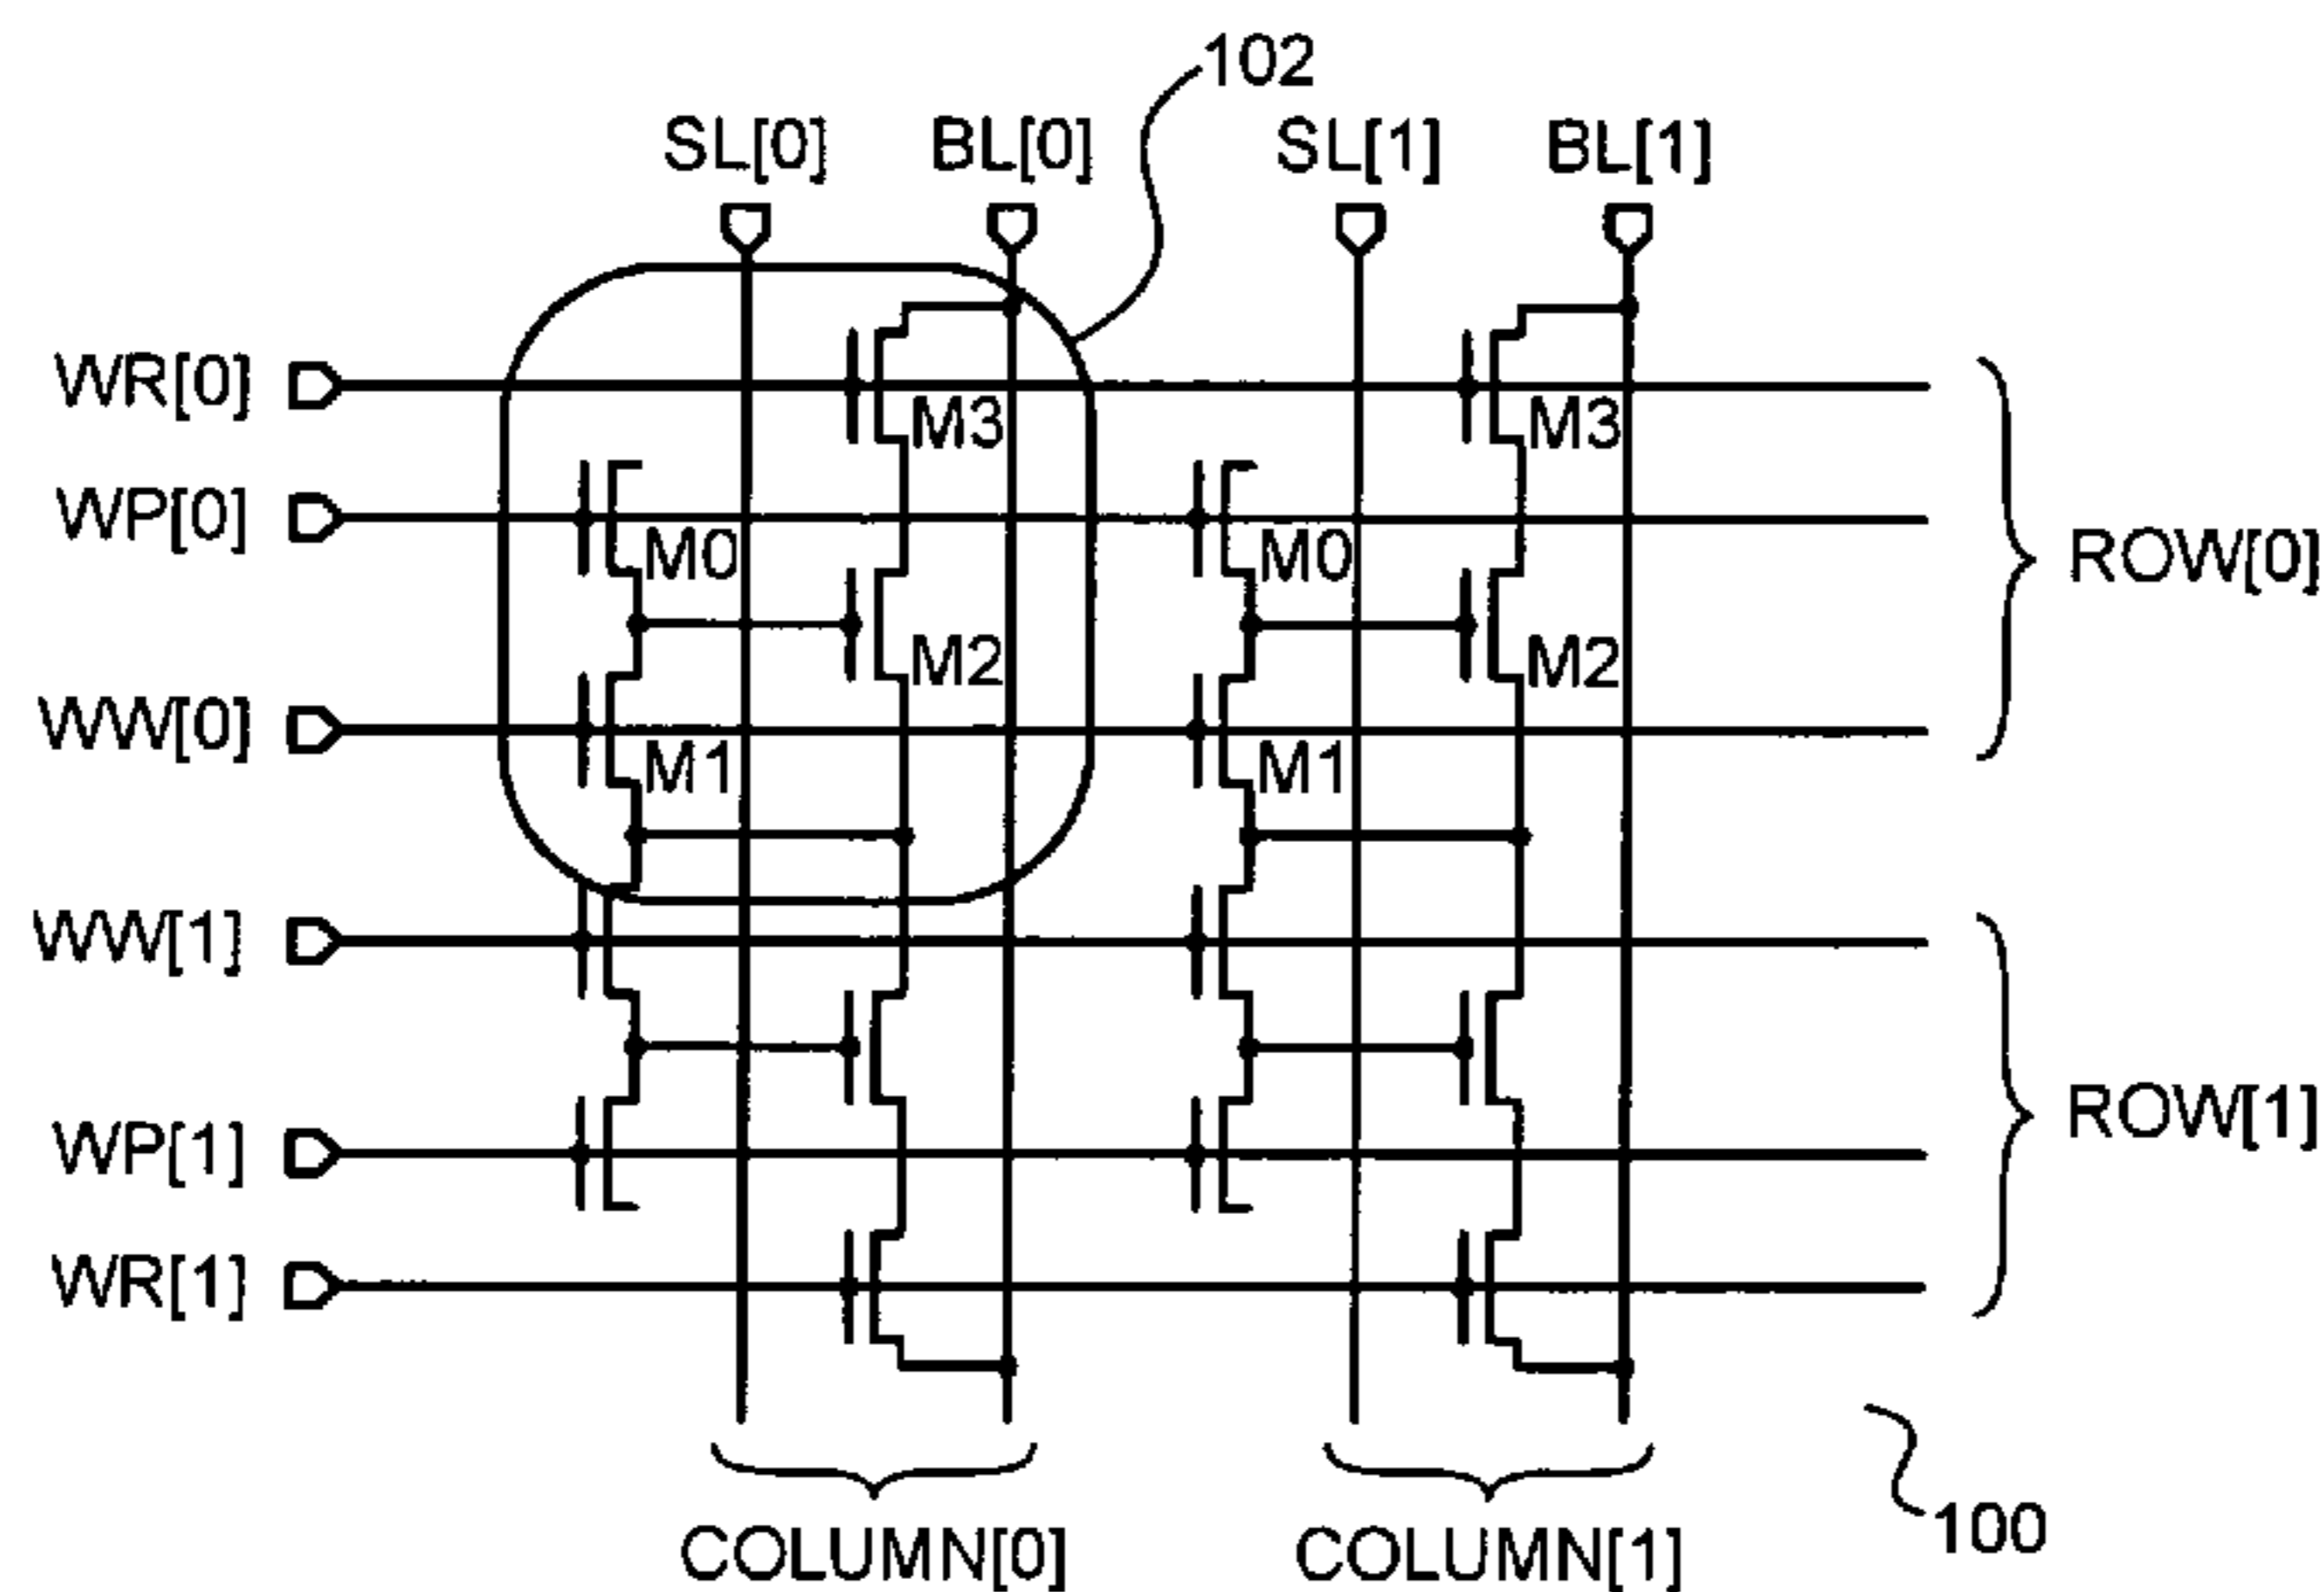 102
SL[0] BL[0] SL[1] BL[1]
WR[0]
M3 M3
WP[0]
M0 M0 ROW[0]
M2 M2
WW[0]
M1 M1
WW[1]
WP[1] ROW[1]
WR[1]
100
COLUMN[0] COLUMN[1]